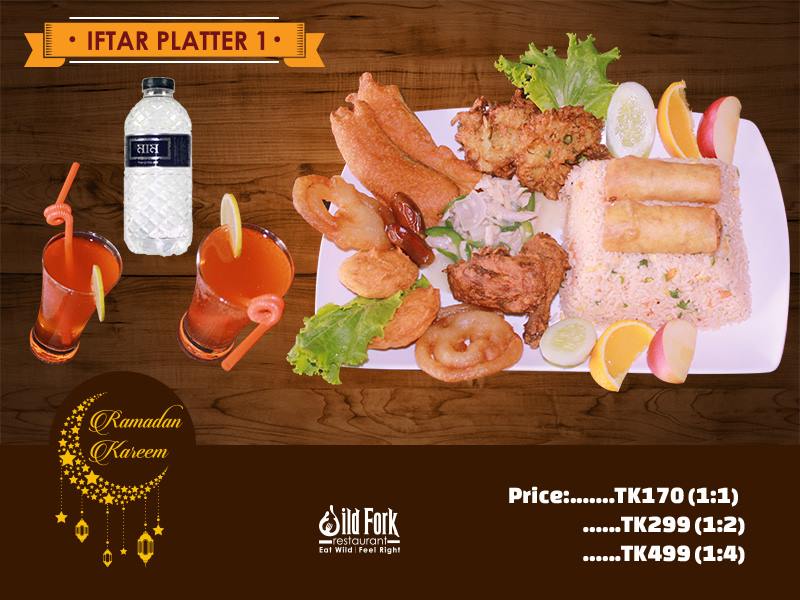 • IFTAR PLATTER 1 •
মাম
Ramadan
Kareem
Wild Fork
restaurant
Eat Wild | Feel Right
Price:.......TK170 (1:1)
......TK299 (1:2)
......TK499 (1:4)